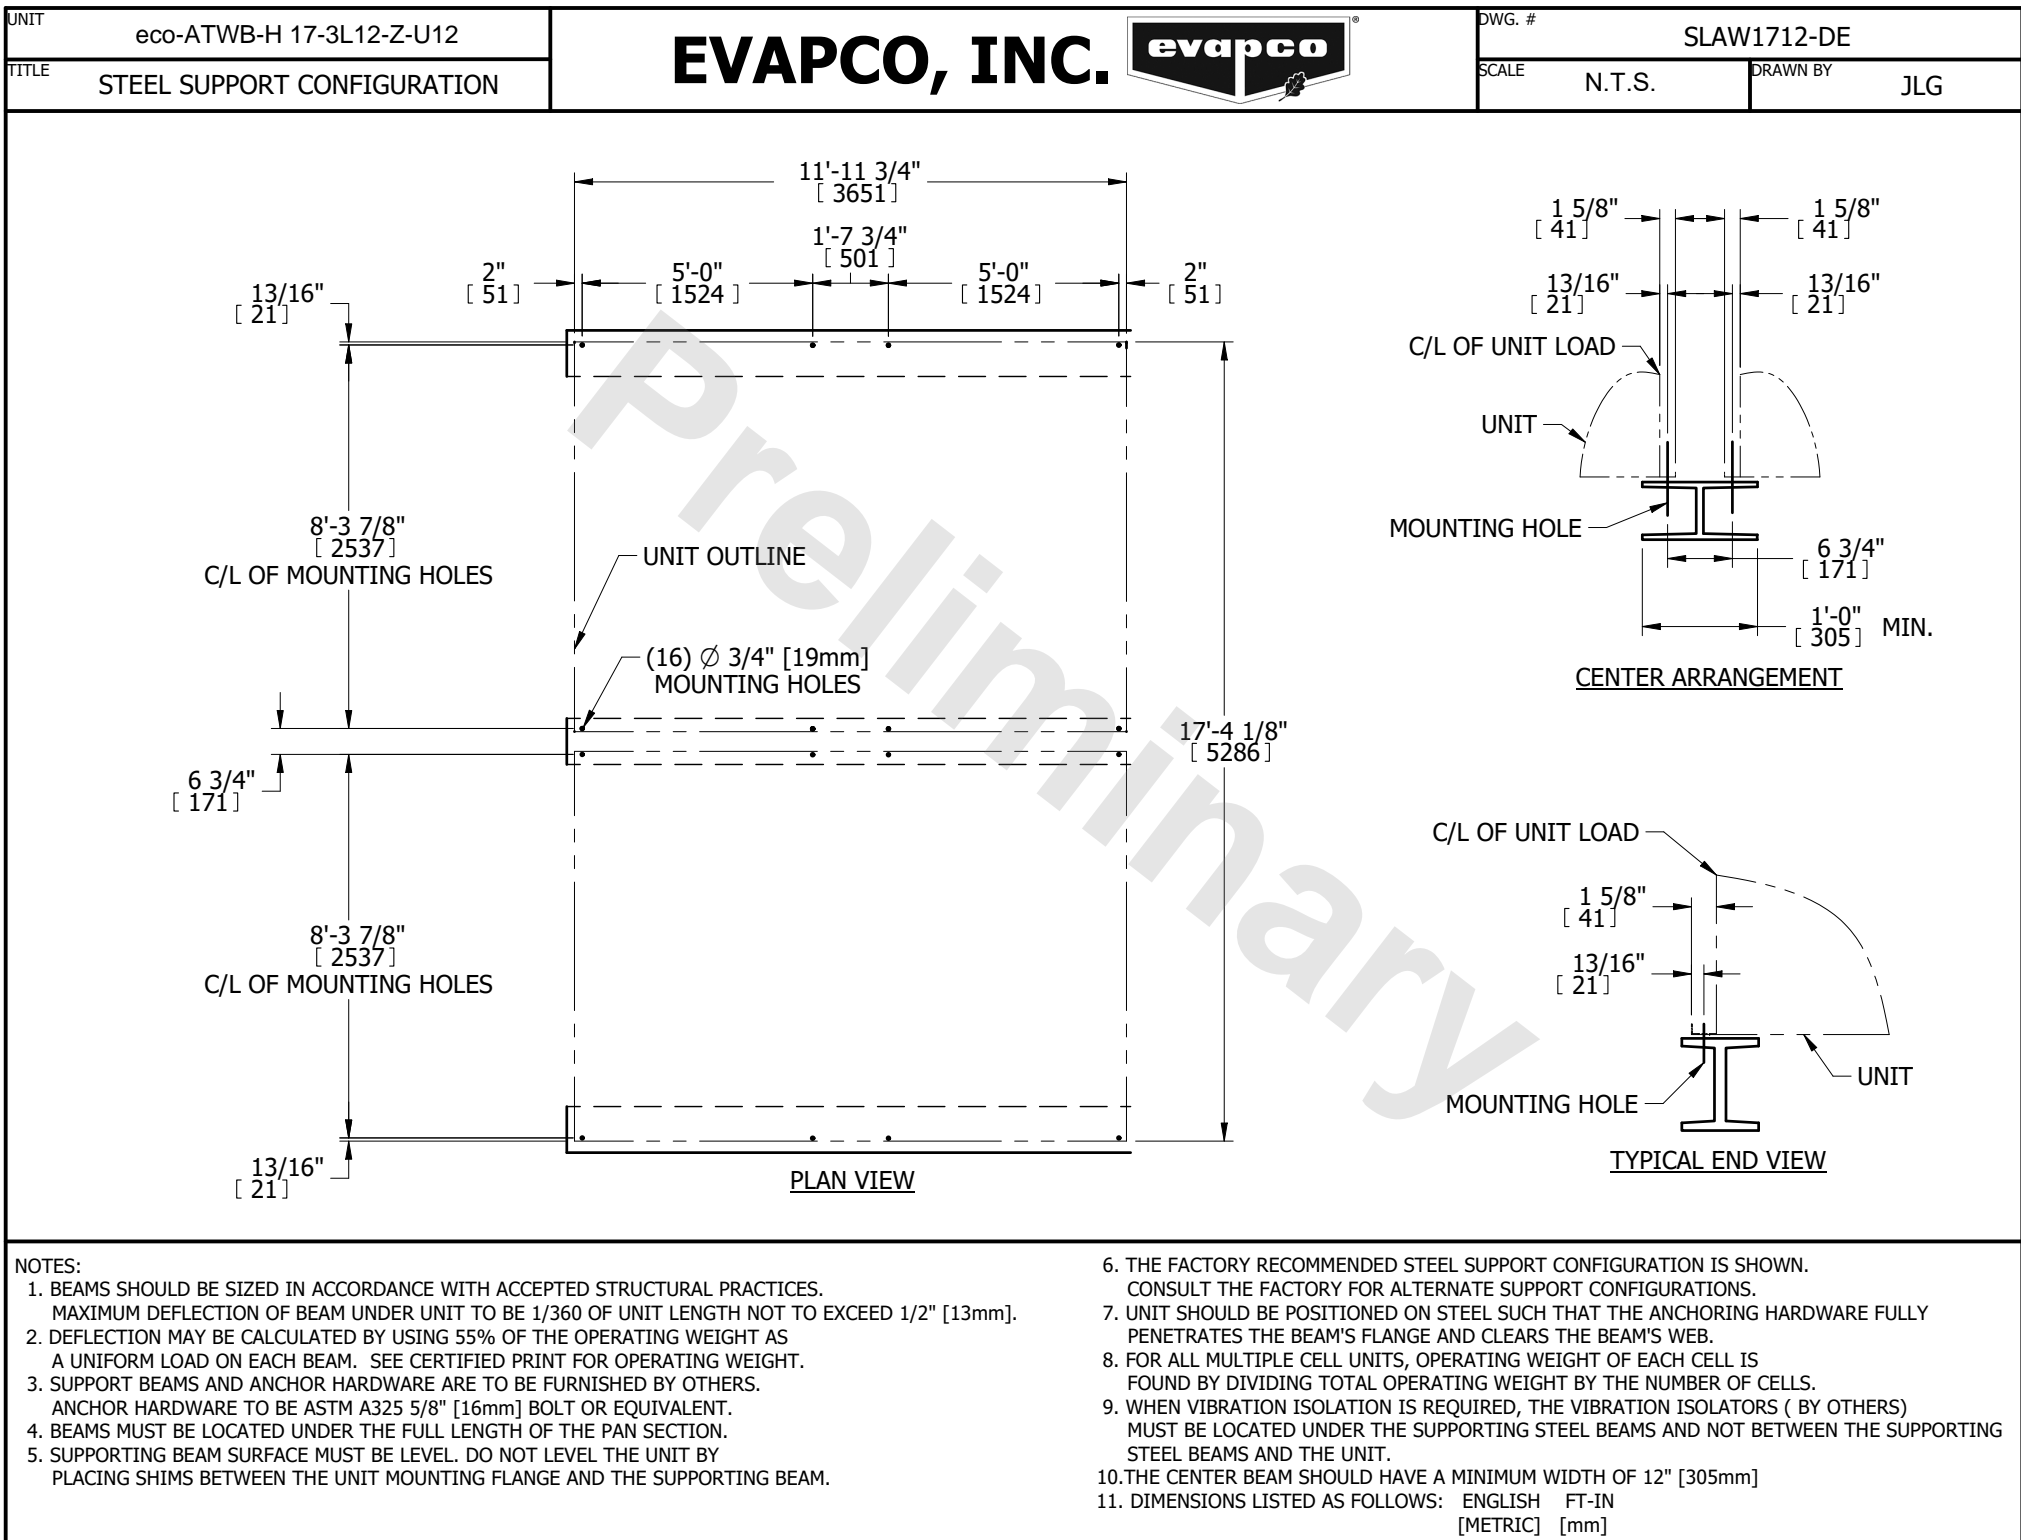 UNIT
eco-ATWB-H 17-3L12-Z-U12
TITLE
STEEL SUPPORT CONFIGURATION
EVAPCO, INC.
evapco
®
DWG. #
SLAW1712-DE
SCALE
N.T.S.
DRAWN BY
JLG
11'-11 3/4"
[ 3651]
1'-7 3/4"
[ 501 ]
2"
[ 51]
5'-0"
[ 1524 ]
5'-0"
[ 1524]
2"
[ 51]
13/16"
[ 21]
8'-3 7/8"
[ 2537]
C/L OF MOUNTING HOLES
UNIT OUTLINE
(16) Ø 3/4" [19mm]
MOUNTING HOLES
6 3/4"
[ 171]
17'-4 1/8"
[ 5286]
8'-3 7/8"
[ 2537]
C/L OF MOUNTING HOLES
13/16"
[ 21]
PLAN VIEW
Preliminary
1 5/8"
[ 41]
1 5/8"
[ 41]
13/16"
[ 21]
13/16"
[ 21]
C/L OF UNIT LOAD
UNIT
MOUNTING HOLE
6 3/4"
[ 171]
1'-0"
[ 305] MIN.
CENTER ARRANGEMENT
C/L OF UNIT LOAD
1 5/8"
[ 41]
13/16"
[ 21]
UNIT
MOUNTING HOLE
TYPICAL END VIEW
NOTES:
1. BEAMS SHOULD BE SIZED IN ACCORDANCE WITH ACCEPTED STRUCTURAL PRACTICES.
MAXIMUM DEFLECTION OF BEAM UNDER UNIT TO BE 1/360 OF UNIT LENGTH NOT TO EXCEED 1/2" [13mm].
2. DEFLECTION MAY BE CALCULATED BY USING 55% OF THE OPERATING WEIGHT AS
A UNIFORM LOAD ON EACH BEAM. SEE CERTIFIED PRINT FOR OPERATING WEIGHT.
3. SUPPORT BEAMS AND ANCHOR HARDWARE ARE TO BE FURNISHED BY OTHERS.
ANCHOR HARDWARE TO BE ASTM A325 5/8" [16mm] BOLT OR EQUIVALENT.
4. BEAMS MUST BE LOCATED UNDER THE FULL LENGTH OF THE PAN SECTION.
5. SUPPORTING BEAM SURFACE MUST BE LEVEL. DO NOT LEVEL THE UNIT BY
PLACING SHIMS BETWEEN THE UNIT MOUNTING FLANGE AND THE SUPPORTING BEAM.
6. THE FACTORY RECOMMENDED STEEL SUPPORT CONFIGURATION IS SHOWN.
CONSULT THE FACTORY FOR ALTERNATE SUPPORT CONFIGURATIONS.
7. UNIT SHOULD BE POSITIONED ON STEEL SUCH THAT THE ANCHORING HARDWARE FULLY
PENETRATES THE BEAM'S FLANGE AND CLEARS THE BEAM'S WEB.
8. FOR ALL MULTIPLE CELL UNITS, OPERATING WEIGHT OF EACH CELL IS
FOUND BY DIVIDING TOTAL OPERATING WEIGHT BY THE NUMBER OF CELLS.
9. WHEN VIBRATION ISOLATION IS REQUIRED, THE VIBRATION ISOLATORS ( BY OTHERS)
MUST BE LOCATED UNDER THE SUPPORTING STEEL BEAMS AND NOT BETWEEN THE SUPPORTING
STEEL BEAMS AND THE UNIT.
10.THE CENTER BEAM SHOULD HAVE A MINIMUM WIDTH OF 12" [305mm]
11. DIMENSIONS LISTED AS FOLLOWS: ENGLISH FT-IN
[METRIC] [mm]